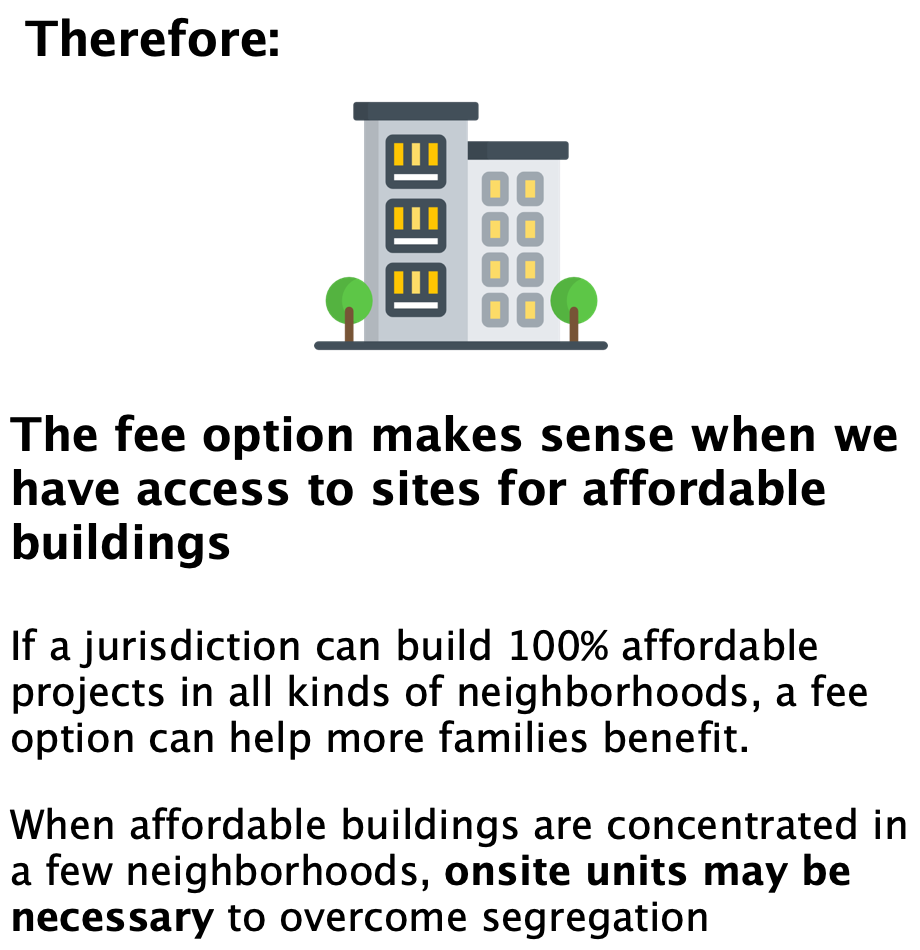 Therefore:
The fee option makes sense when we
have access to sites for affordable
buildings
If a jurisdiction can build 100% affordable
projects in all kinds of neighborhoods, a fee
option can help more families benefit.
When affordable buildings are concentrated in
a few neighborhoods, onsite units may be
necessary to overcome segregation